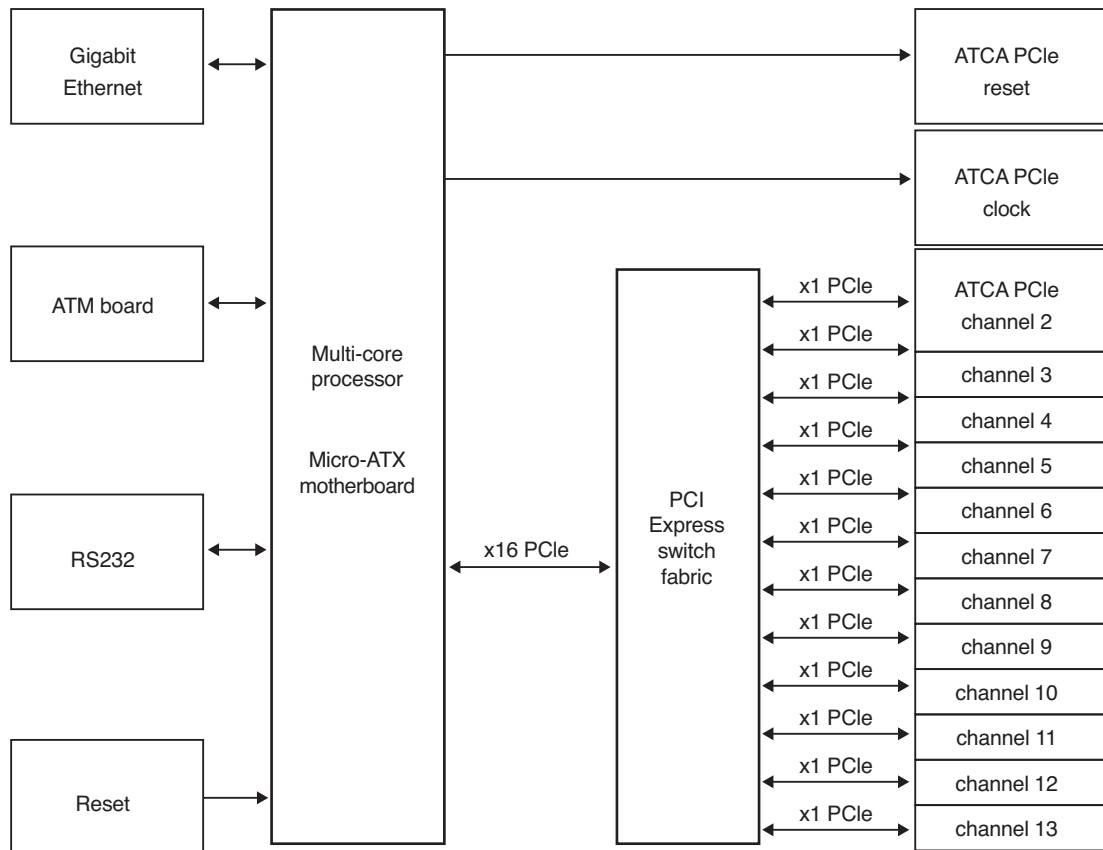 Gigabit
Ethernet
ATM board
RS232
Reset
Multi-core
processor
Micro-ATX
motherboard
x16 PCIe
PCI
Express
switch
fabric
x1 PCIe
x1 PCIe
x1 PCIe
x1 PCIe
x1 PCIe
x1 PCIe
x1 PCIe
x1 PCIe
x1 PCIe
x1 PCIe
x1 PCIe
x1 PCIe
ATCA PCIe
reset
ATCA PCIe
clock
ATCA PCIe
channel 2
channel 3
channel 4
channel 5
channel 6
channel 7
channel 8
channel 9
channel 10
channel 11
channel 12
channel 13